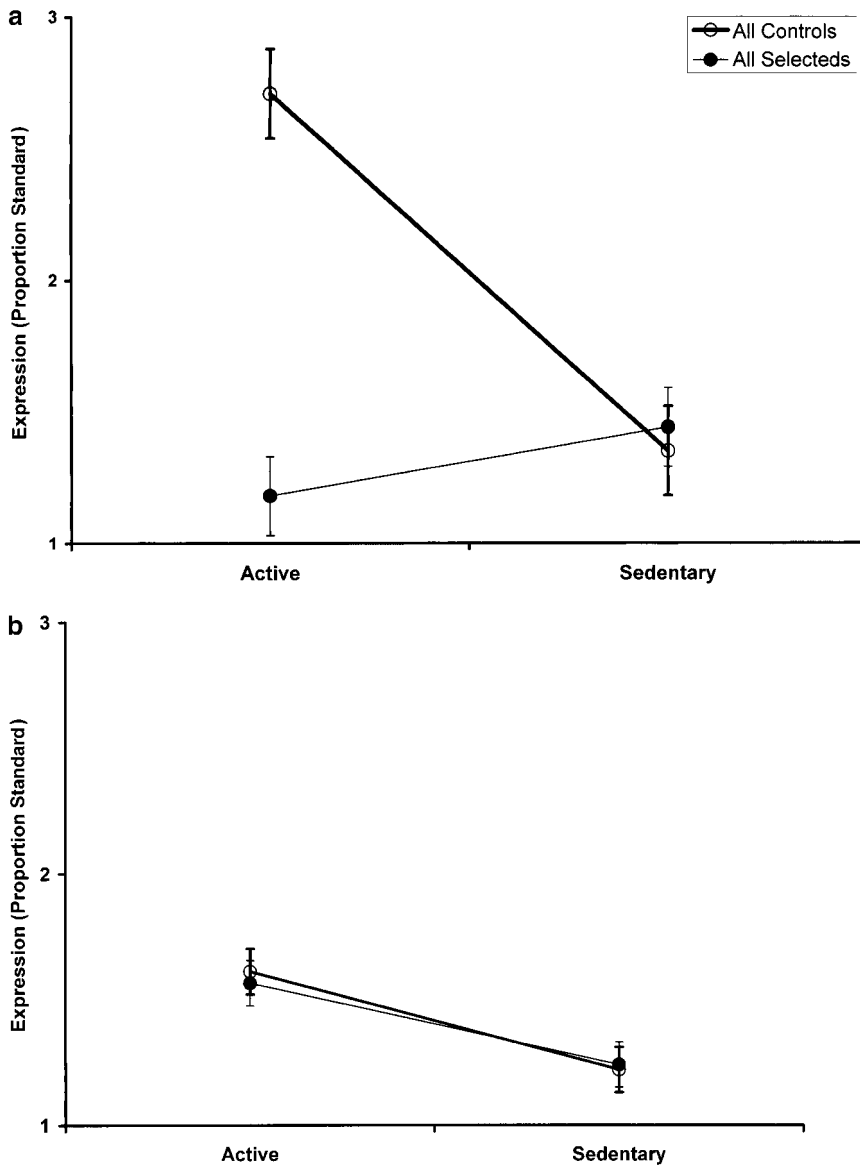 a
3
All Controls
All Selecteds
Expression (Proportion Standard)
2
1
Active
Sedentary
b
3
Expression (Proportion Standard)
2
1
Active
Sedentary